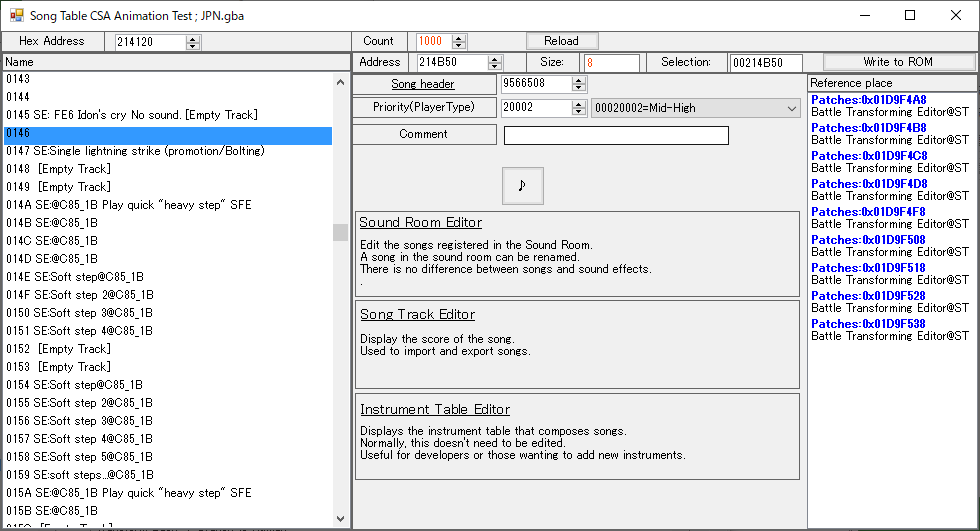 Song Table CSA Animation Test ; JPN.gba
Hex Address 214120 Count 1000 Reload
Name
Address 214B50 Size: 8 Selection: 00214B50 Write to ROM
0143
0144
0145 SE: FE6 Idon's cry No sound. [Empty Track]
0146
0147 SE:Single lightning strike (promotion/Bolting)
0148 [Empty Track]
0149 [Empty Track]
014A SE:@C85_1B Play quick "heavy step" SFE
014B SE:@C85_1B
014C SE:@C85_1B
014D SE:@C85_1B
014E SE:Soft step@C85_1B
014F SE:Soft step 2@C85_1B
0150 SE:Soft step 3@C85_1B
0151 SE:Soft step 4@C85_1B
0152 [Empty Track]
0153 [Empty Track]
0154 SE:Soft step@C85_1B
0155 SE:Soft step 2@C85_1B
0156 SE:Soft step 3@C85_1B
0157 SE:Soft step 4@C85_1B
0158 SE:Soft step 5@C85_1B
0159 SE:soft steps...@C85_1B
015A SE:@C85_1B Play quick "heavy step" SFE
015B SE:@C85_1B
Song header 9566508
Priority(PlayerType) 20002 00020002=Mid-High
Comment
♪
Sound Room Editor
Edit the songs registered in the Sound Room.
A song in the sound room can be renamed.
There is no difference between songs and sound effects.
.
Song Track Editor
Display the score of the song.
Used to import and export songs.
Instrument Table Editor
Displays the instrument table that composes songs.
Normally, this doesn't need to be edited.
Useful for developers or those wanting to add new instruments.
Reference place
Patches:0x01D9F4A8
Battle Transforming Editor@ST
Patches:0x01D9F4B8
Battle Transforming Editor@ST
Patches:0x01D9F4C8
Battle Transforming Editor@ST
Patches:0x01D9F4D8
Battle Transforming Editor@ST
Patches:0x01D9F4F8
Battle Transforming Editor@ST
Patches:0x01D9F508
Battle Transforming Editor@ST
Patches:0x01D9F518
Battle Transforming Editor@ST
Patches:0x01D9F528
Battle Transforming Editor@ST
Patches:0x01D9F538
Battle Transforming Editor@ST